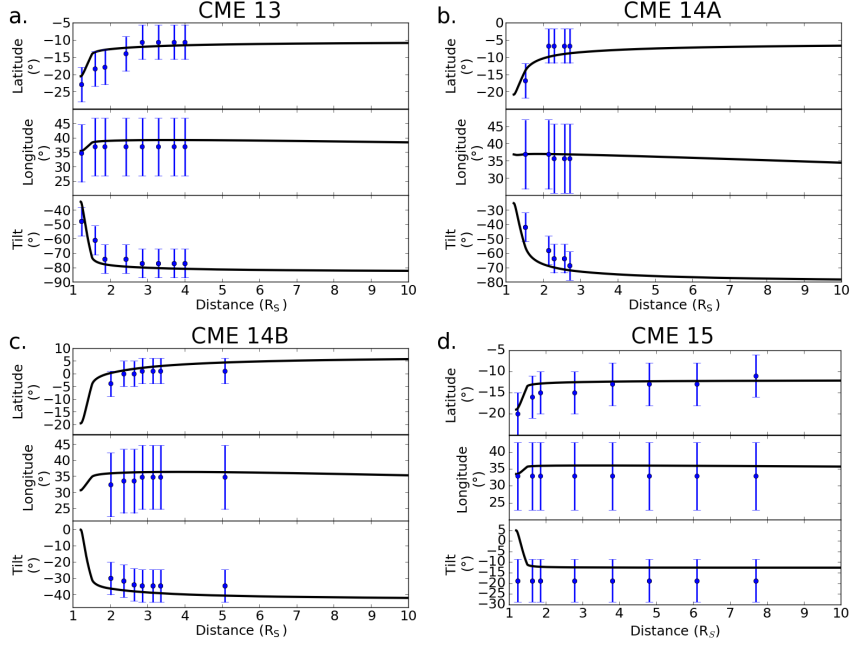 a. CME 13
Latitude (°)
−5
−10
−15
−20
−25
−30
Longitude (°)
45
40
35
30
25
Tilt (°)
−40
−50
−60
−70
−80
−90
1 2 3 4 5 6 7 8 9 10
Distance (R_S)
b. CME 14A
Latitude (°)
0
−5
−10
−15
−20
Longitude (°)
45
40
35
30
Tilt (°)
−30
−40
−50
−60
−70
−80
1 2 3 4 5 6 7 8 9 10
Distance (R_S)
c. CME 14B
Latitude (°)
10
5
0
−5
−10
−15
−20
Longitude (°)
45
40
35
30
25
Tilt (°)
0
−10
−20
−30
−40
1 2 3 4 5 6 7 8 9 10
Distance (R_S)
d. CME 15
Latitude (°)
−5
−10
−15
−20
Longitude (°)
40
35
30
25
Tilt (°)
5
0
−5
−10
−15
−20
−25
−30
1 2 3 4 5 6 7 8 9 10
Distance (R_S)